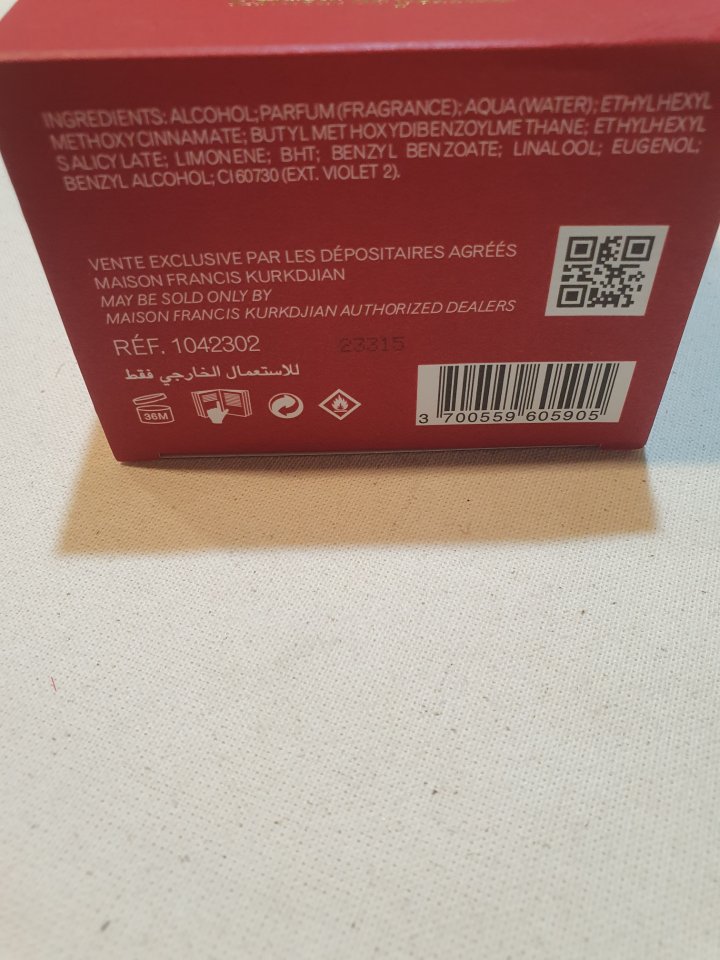 INGREDIENTS: ALCOHOL; PARFUM (FRAGRANCE); AQUA (WATER); ETHYLHEXYL
METHOXYCINNAMATE; BUTYL METHOXYDIBENZOYLMETHANE; ETHYLHEXYL
SALICYLATE; LIMONENE; BHT; BENZYL BENZOATE; LINALOOL; EUGENOL;
BENZYL ALCOHOL; CI 60730 (EXT. VIOLET 2).
VENTE EXCLUSIVE PAR LES DÉPOSITAIRES AGRÉÉS
MAISON FRANCIS KURKDJIAN
MAY BE SOLD ONLY BY
MAISON FRANCIS KURKDJIAN AUTHORIZED DEALERS
RÉF. 1042302 23315
للاستعمال الخارجي فقط
36M
3 700559 605905